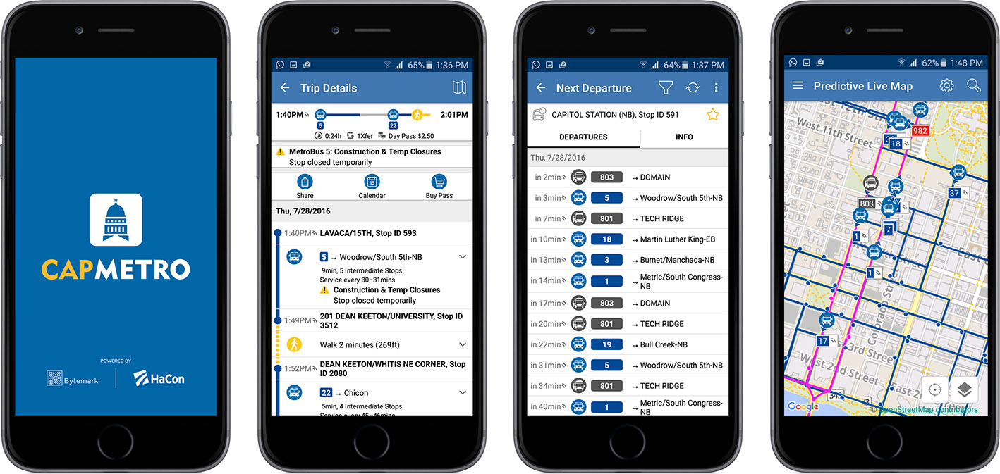 CAPMETRO
POWERED BY
Bytemark
HaCon
65% 1:36 PM
Trip Details
1:40PM 2:01PM
5 22
0:24h 1Xfer Day Pass $2.50
MetroBus 5: Construction & Temp Closures
Stop closed temporarily
15
Share Calendar Buy Pass
Thu, 7/28/2016
1:40PM LAVACA/15TH, Stop ID 593
5 → Woodrow/South 5th-NB
9min, 5 Intermediate Stops
Service every 30–31mins
Construction & Temp Closures
Stop closed temporarily
1:49PM 201 DEAN KEETON/UNIVERSITY, Stop ID
3512
Walk 2 minutes (269ft)
1:52PM DEAN KEETON/WHITIS NE CORNER, Stop
ID 2080
22 → Chicon
5min, 4 Intermediate Stops
Service every 45–46mins
64% 1:37 PM
Next Departure
CAPITOL STATION (NB), Stop ID 591
DEPARTURES INFO
Thu, 7/28/2016
in 2min 803 → DOMAIN
in 3min 5 → Woodrow/South 5th-NB
in 7min 801 → TECH RIDGE
in 10min 18 → Martin Luther King-EB
in 13min 3 → Burnet/Manchaca-NB
in 14min 1 → Metric/South Congress-
NB
in 17min 803 → DOMAIN
in 20min 801 → TECH RIDGE
in 22min 19 → Bull Creek-NB
in 31min 5 → Woodrow/South 5th-NB
in 34min 801 → TECH RIDGE
in 40min 1 → Metric/South Congress-
NB
62% 1:48 PM
Predictive Live Map
West 11th Street
982
3
18
37
803
7
1
1
Colorado Street
17
West 3rd Street
West 2nd Street
East 2nd
2
Google
© OpenStreetMap contributors